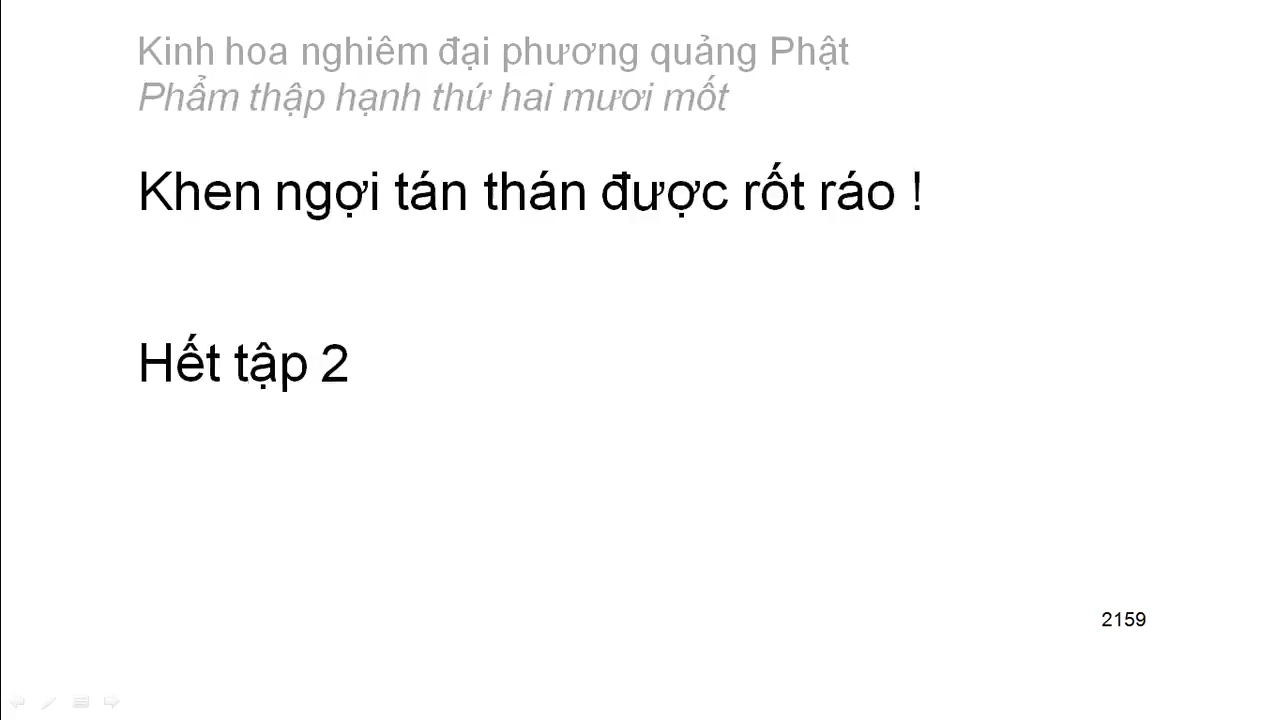 Kinh hoa nghiêm đại phương quảng Phật
Phẩm thập hạnh thứ hai mươi mốt
Khen ngợi tán thán được rốt ráo !
Hết tập 2
2159